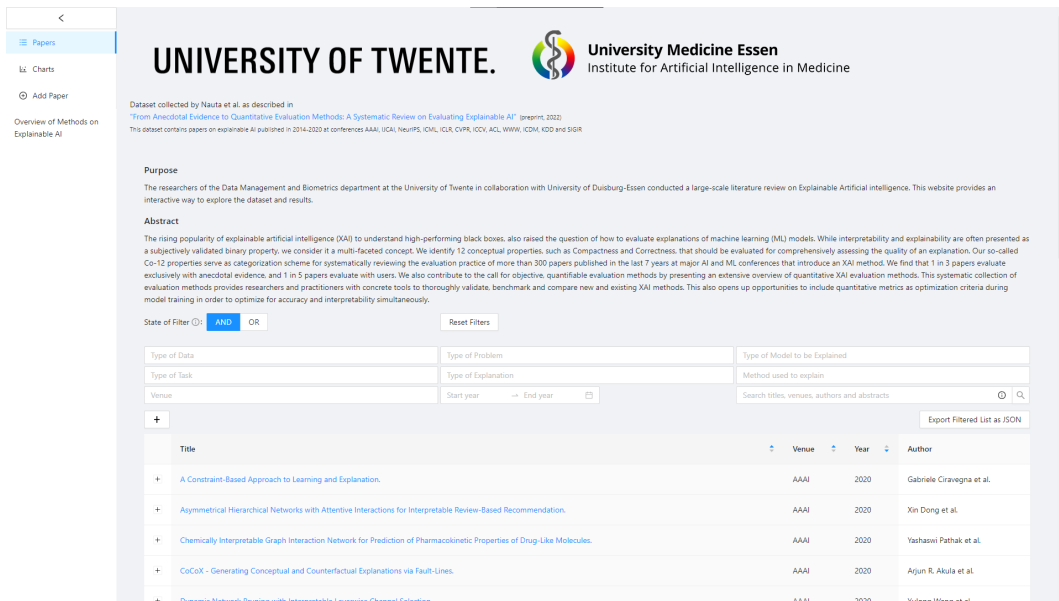 <
Papers
Charts
Add Paper
Overview of Methods on
Explainable AI
UNIVERSITY OF TWENTE.
University Medicine Essen
Institute for Artificial Intelligence in Medicine
Dataset collected by Nauta et al. as described in
"From Anecdotal Evidence to Quantitative Evaluation Methods: A Systematic Review on Evaluating Explainable AI" (preprint, 2022)
This dataset contains papers on explainable AI published in 2014-2020 at conferences AAAI, IJCAI, NeurIPS, ICML, ICLR, CVPR, ICCV, ACL, WWW, ICDM, KDD and SIGIR
Purpose
The researchers of the Data Management and Biometrics department at the University of Twente in collaboration with University of Duisburg-Essen conducted a large-scale literature review on Explainable Artificial intelligence. This website provides an
interactive way to explore the dataset and results.
Abstract
The rising popularity of explainable artificial intelligence (XAI) to understand high-performing black boxes, also raised the question of how to evaluate explanations of machine learning (ML) models. While interpretability and explainability are often presented as
a subjectively validated binary property, we consider it a multi-faceted concept. We identify 12 conceptual properties, such as Compactness and Correctness, that should be evaluated for comprehensively assessing the quality of an explanation. Our so-called
Co-12 properties serve as categorization scheme for systematically reviewing the evaluation practice of more than 300 papers published in the last 7 years at major AI and ML conferences that introduce an XAI method. We find that 1 in 3 papers evaluate
exclusively with anecdotal evidence, and 1 in 5 papers evaluate with users. We also contribute to the call for objective, quantifiable evaluation methods by presenting an extensive overview of quantitative XAI evaluation methods. This systematic collection of
evaluation methods provides researchers and practitioners with concrete tools to thoroughly validate, benchmark and compare new and existing XAI methods. This also opens up opportunities to include quantitative metrics as optimization criteria during
model training in order to optimize for accuracy and interpretability simultaneously.
State of Filter : AND OR Reset Filters
Type of Data Type of Problem Type of Model to be Explained
Type of Task Type of Explanation Method used to explain
Venue Start year → End year Search titles, venues, authors and abstracts
+ Export Filtered List as JSON
Title Venue Year Author
+ A Constraint-Based Approach to Learning and Explanation. AAAI 2020 Gabriele Ciravegna et al.
+ Asymmetrical Hierarchical Networks with Attentive Interactions for Interpretable Review-Based Recommendation. AAAI 2020 Xin Dong et al.
+ Chemically Interpretable Graph Interaction Network for Prediction of Pharmacokinetic Properties of Drug-Like Molecules. AAAI 2020 Yashaswi Pathak et al.
+ CoCoX - Generating Conceptual and Counterfactual Explanations via Fault-Lines. AAAI 2020 Arjun R. Akula et al.
+ Dynamic Network Pruning with Interpretable Layerwise Channel Selection. AAAI 2020 Yulong Wang et al.